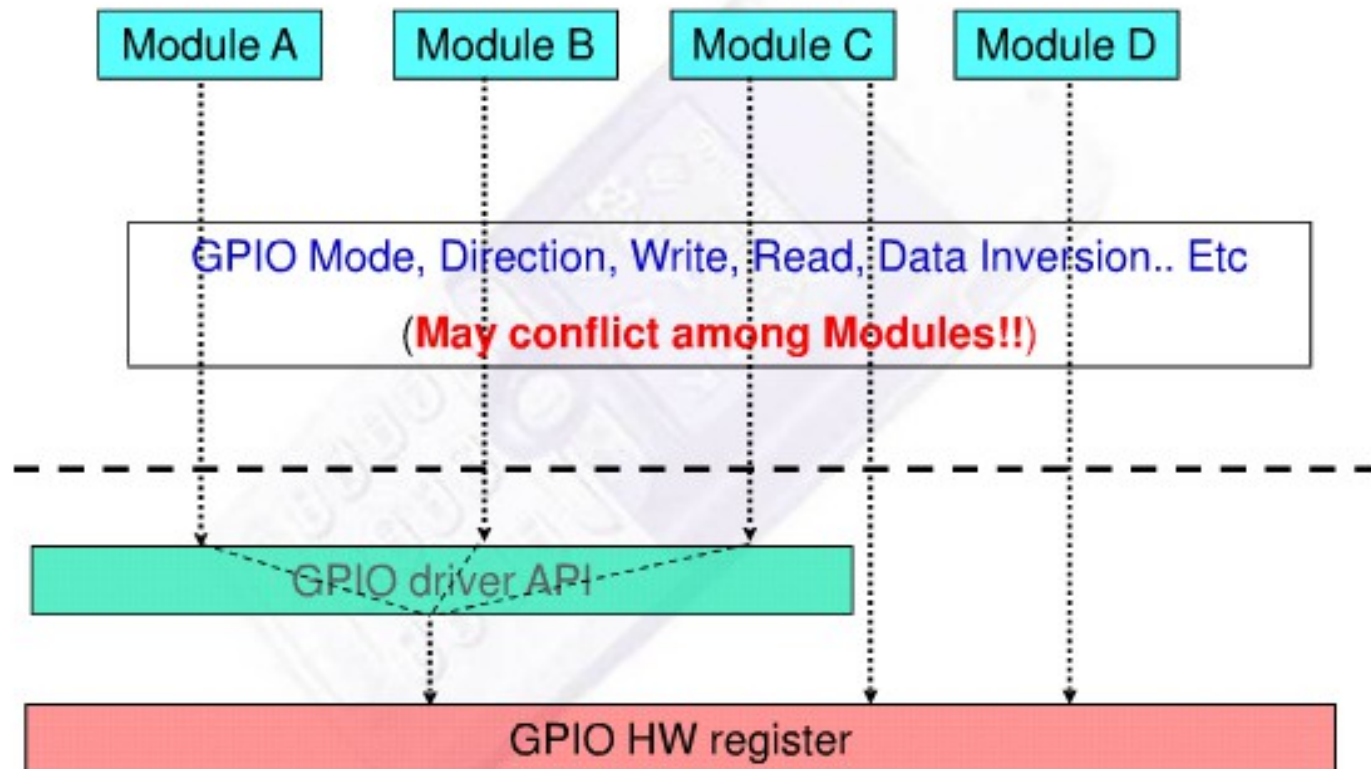 Module A Module B Module C Module D
GPIO Mode, Direction, Write, Read, Data Inversion.. Etc
(May conflict among Modules!!)
GPIO driver API
GPIO HW register